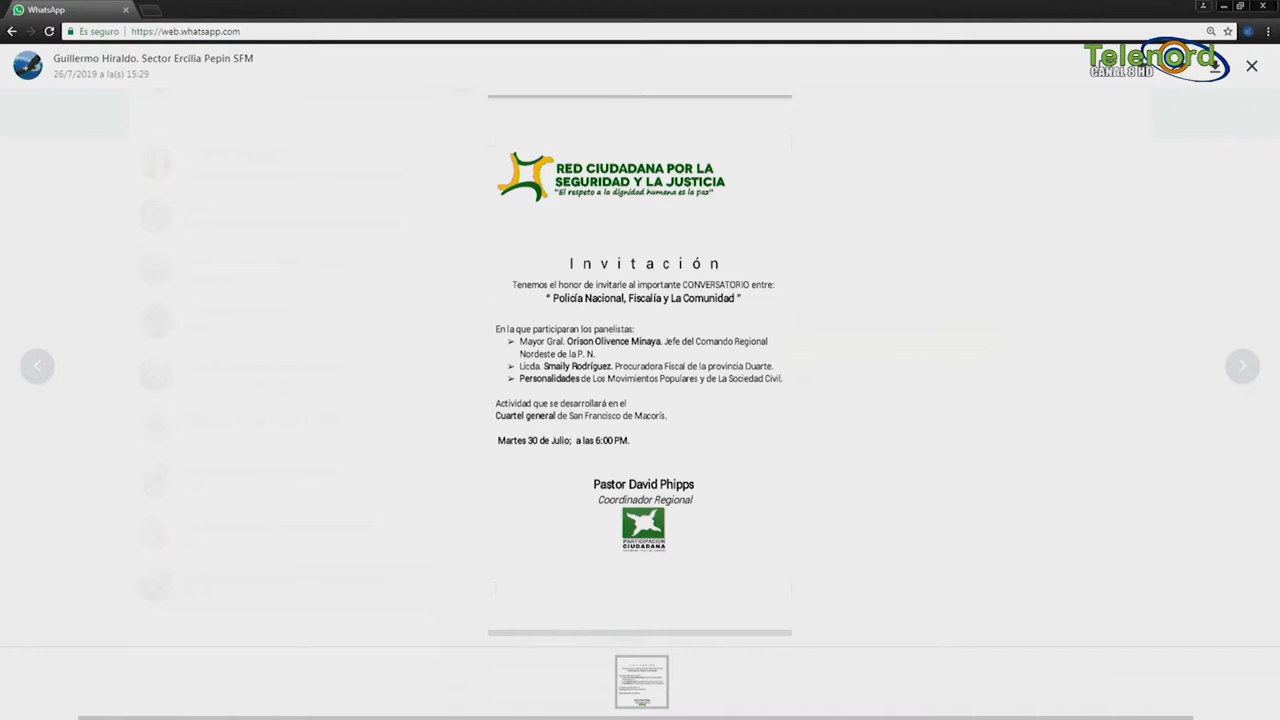 WhatsApp
Es seguro
https://web.whatsapp.com
Guillermo Hiraldo. Sector Ercilia Pepin SFM
26/7/2019 a la(s) 15:29
Telenord
CANAL 8 HD
RED CIUDADANA POR LA
SEGURIDAD Y LA JUSTICIA
"El respeto a la dignidad humana es la paz"
Invitación
Tenemos el honor de invitarle al importante CONVERSATORIO entre:
" Policía Nacional, Fiscalía y La Comunidad "
En la que participaran los panelistas:
➢ Mayor Gral. Orison Olivence Minaya. Jefe del Comando Regional
Nordeste de la P. N.
➢ Licda. Smaily Rodríguez. Procuradora Fiscal de la provincia Duarte.
➢ Personalidades de Los Movimientos Populares y de La Sociedad Civil.
Actividad que se desarrollará en el
Cuartel general de San Francisco de Macorís.
Martes 30 de Julio; a las 6:00 PM.
Pastor David Phipps
Coordinador Regional
PARTICIPACION
CIUDADANA